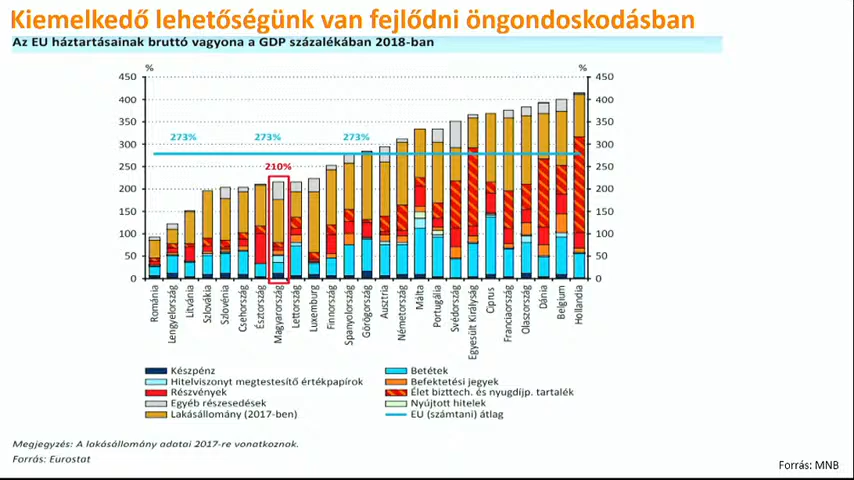 Kiemelkedő lehetőségünk van fejlődni öngondoskodásban
Az EU háztartásainak bruttó vagyona a GDP százalékában 2018-ban
% %
450 450
400 400
350 350
300 300
250 250
200 200
150 150
100 100
50 50
0 0
273% 273% 273%
210%
Románia
Lengyelország
Litvánia
Szlovákia
Szlovénia
Csehország
Észtország
Magyarország
Lettország
Luxemburg
Finnország
Spanyolország
Görögország
Ausztria
Németország
Málta
Portugália
Svédország
Egyesült Királyság
Ciprus
Franciaország
Olaszország
Dánia
Belgium
Hollandia
Készpénz
Hitelviszonyt megtestesítő értékpapírok
Részvények
Egyéb részesedések
Lakásállomány (2017-ben)
Betétek
Befektetési jegyek
Élet bizttech. és nyugdíjp. tartalék
Nyújtott hitelek
EU (számtani) átlag
Megjegyzés: A lakásállomány adatai 2017-re vonatkoznak.
Forrás: Eurostat
Forrás: MNB